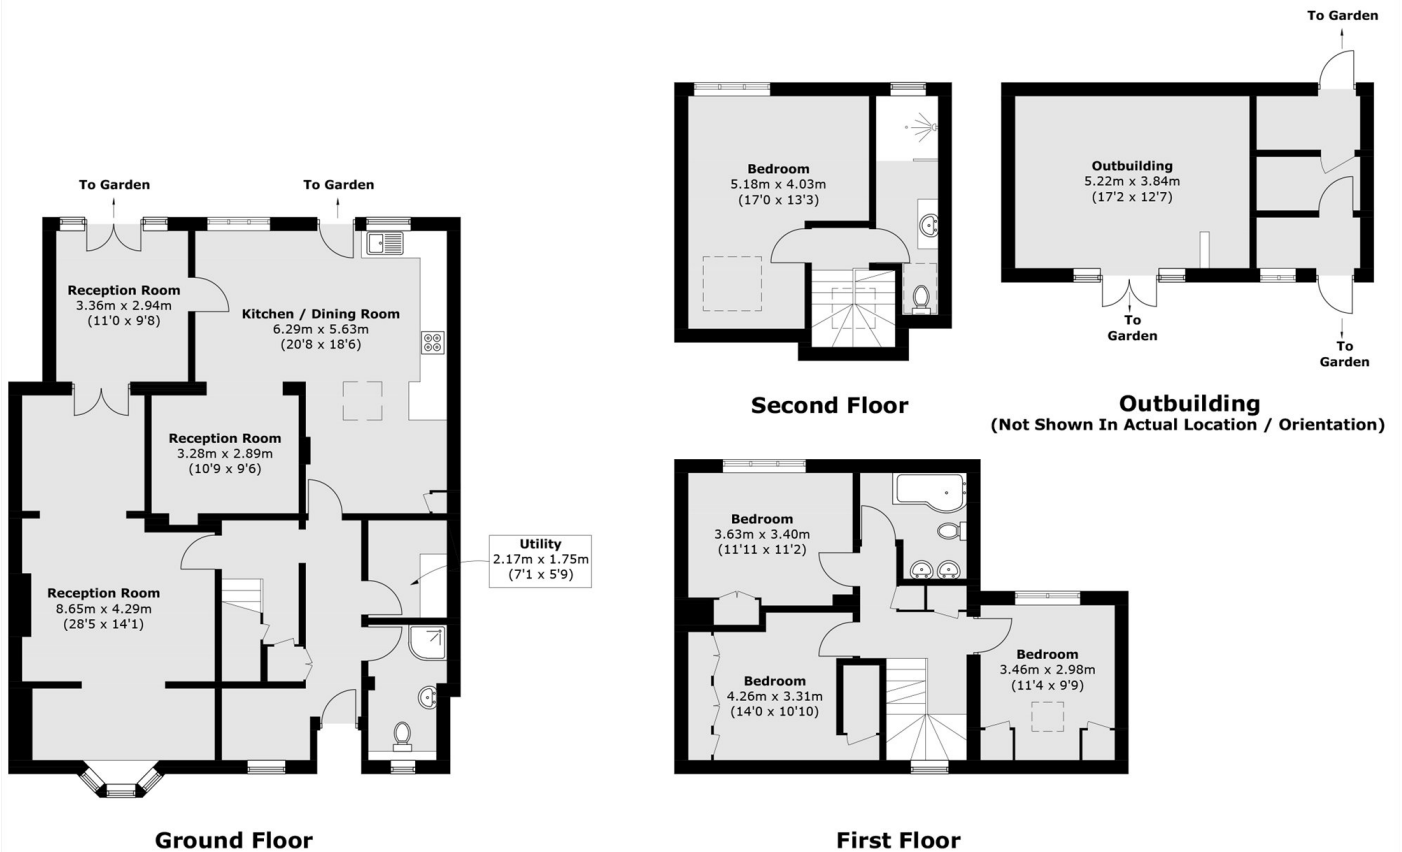 To Garden
To Garden
Reception Room
3.36m x 2.94m
(11'0 x 9'8)
Kitchen / Dining Room
6.29m x 5.63m
(20'8 x 18'6)
Reception Room
3.28m x 2.89m
(10'9 x 9'6)
Utility
2.17m x 1.75m
(7'1 x 5'9)
Reception Room
8.65m x 4.29m
(28'5 x 14'1)
Ground Floor
Bedroom
5.18m x 4.03m
(17'0 x 13'3)
Second Floor
To Garden
Outbuilding
5.22m x 3.84m
(17'2 x 12'7)
To
Garden
To
Garden
Outbuilding
(Not Shown In Actual Location / Orientation)
Bedroom
3.63m x 3.40m
(11'11 x 11'2)
Bedroom
4.26m x 3.31m
(14'0 x 10'10)
Bedroom
3.46m x 2.98m
(11'4 x 9'9)
First Floor